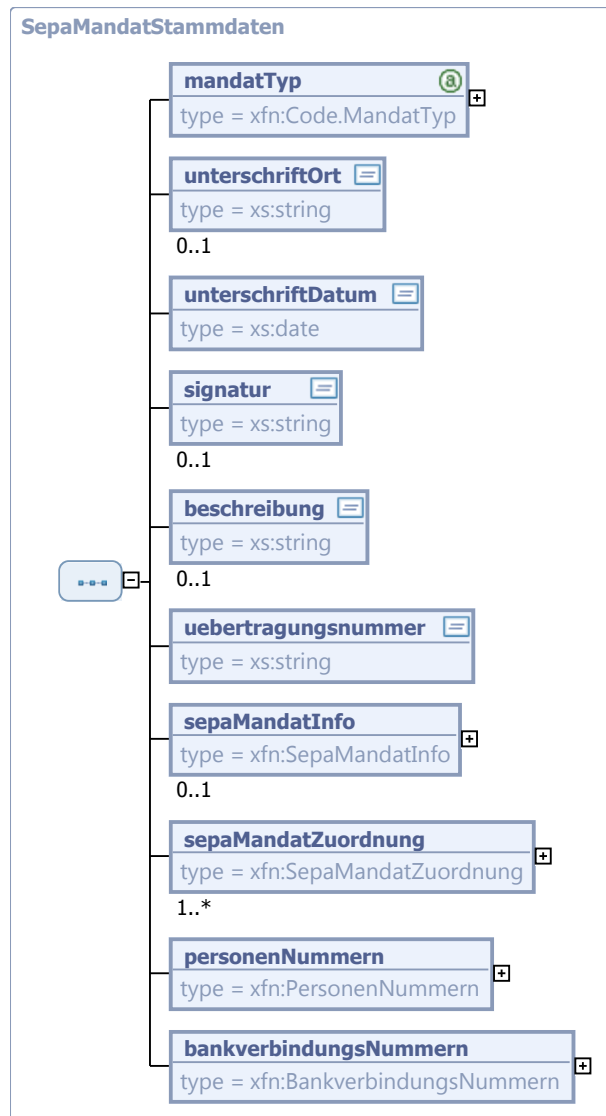 SepaMandatStammdaten
mandatTyp
type = xfn:Code.MandatTyp
unterschriftOrt
type = xs:string
0..1
unterschriftDatum
type = xs:date
signatur
type = xs:string
0..1
beschreibung
type = xs:string
0..1
uebertragungsnummer
type = xs:string
sepaMandatInfo
type = xfn:SepaMandatInfo
0..1
sepaMandatZuordnung
type = xfn:SepaMandatZuordnung
1..*
personenNummern
type = xfn:PersonenNummern
bankverbindungsNummern
type = xfn:BankverbindungsNummern